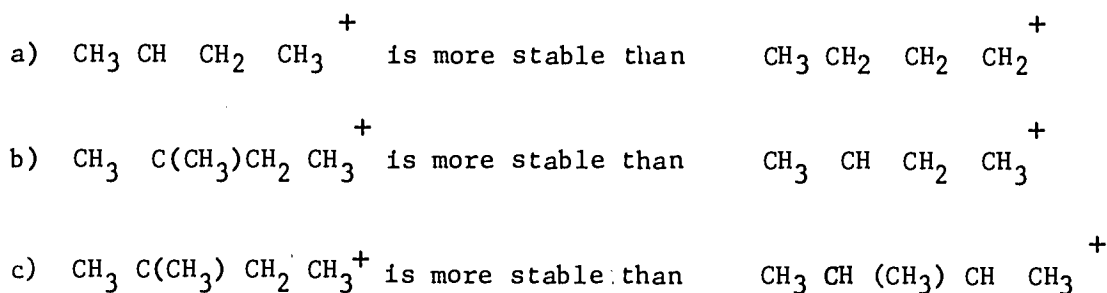 a) CH₃ CH CH₂ CH₃⁺ is more stable than CH₃ CH₂ CH₂ CH₂⁺
b) CH₃ C(CH₃)CH₂ CH₃⁺ is more stable than CH₃ CH CH₂ CH₃⁺
c) CH₃ C(CH₃) CH₂ CH₃⁺ is more stable than CH₃ CH (CH₃) CH CH₃⁺